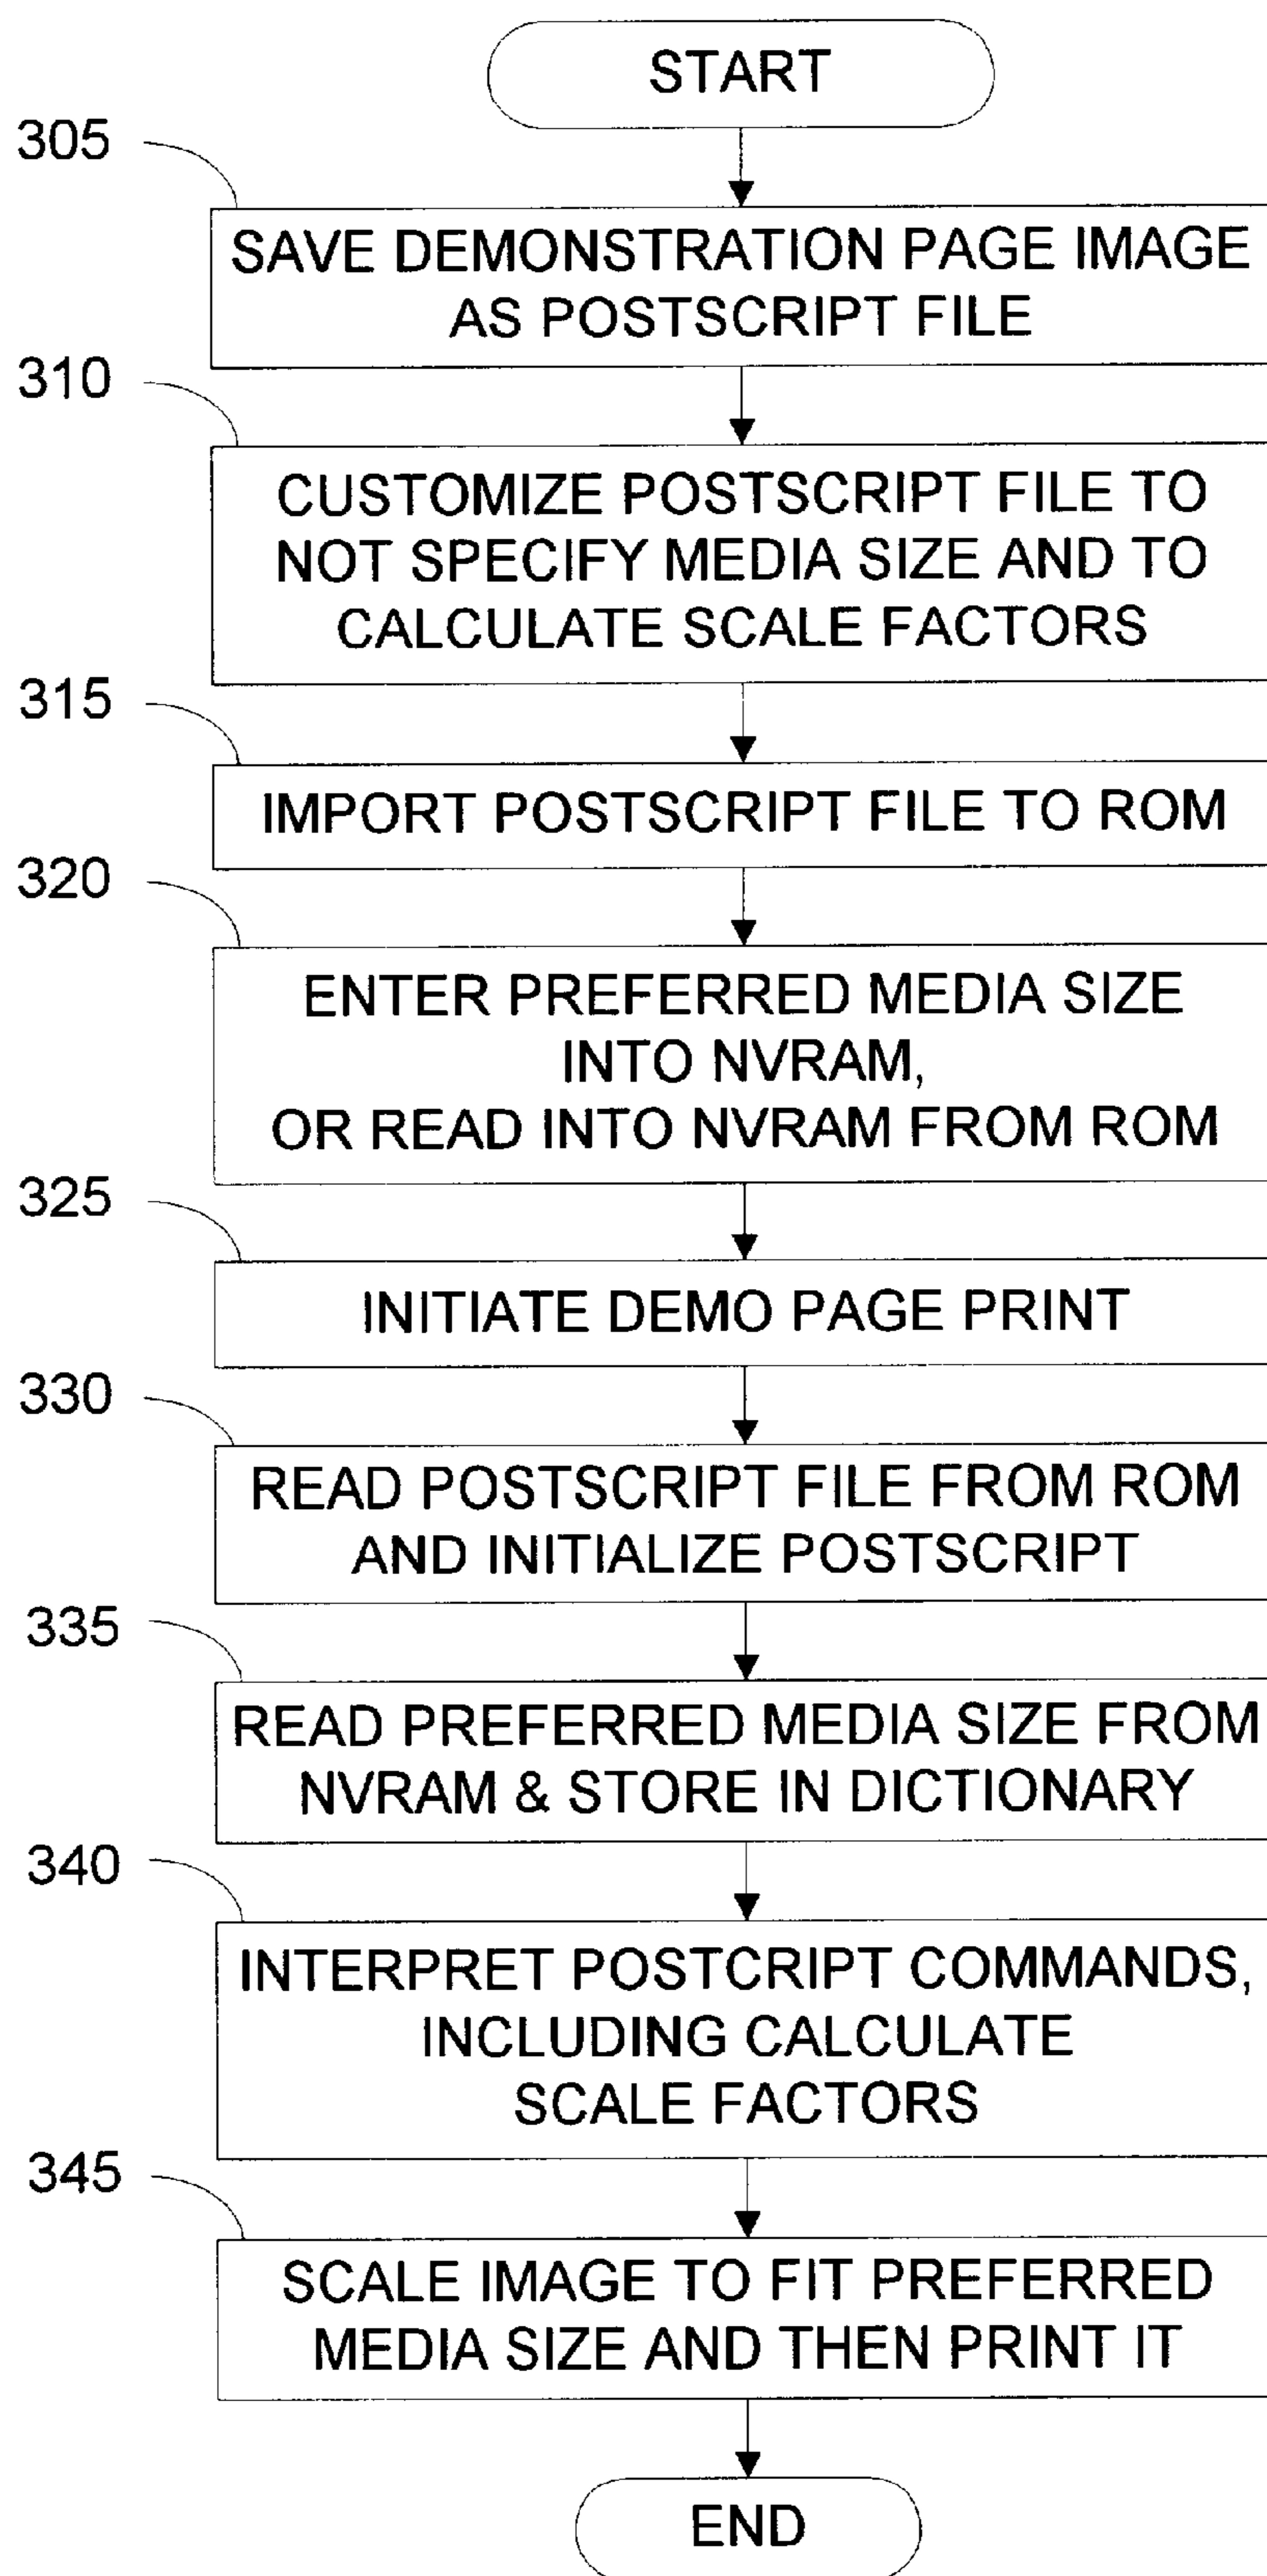 START
305
SAVE DEMONSTRATION PAGE IMAGE
AS POSTSCRIPT FILE
310
CUSTOMIZE POSTSCRIPT FILE TO
NOT SPECIFY MEDIA SIZE AND TO
CALCULATE SCALE FACTORS
315
IMPORT POSTSCRIPT FILE TO ROM
320
ENTER PREFERRED MEDIA SIZE
INTO NVRAM,
OR READ INTO NVRAM FROM ROM
325
INITIATE DEMO PAGE PRINT
330
READ POSTSCRIPT FILE FROM ROM
AND INITIALIZE POSTSCRIPT
335
READ PREFERRED MEDIA SIZE FROM
NVRAM & STORE IN DICTIONARY
340
INTERPRET POSTCRIPT COMMANDS,
INCLUDING CALCULATE
SCALE FACTORS
345
SCALE IMAGE TO FIT PREFERRED
MEDIA SIZE AND THEN PRINT IT
END